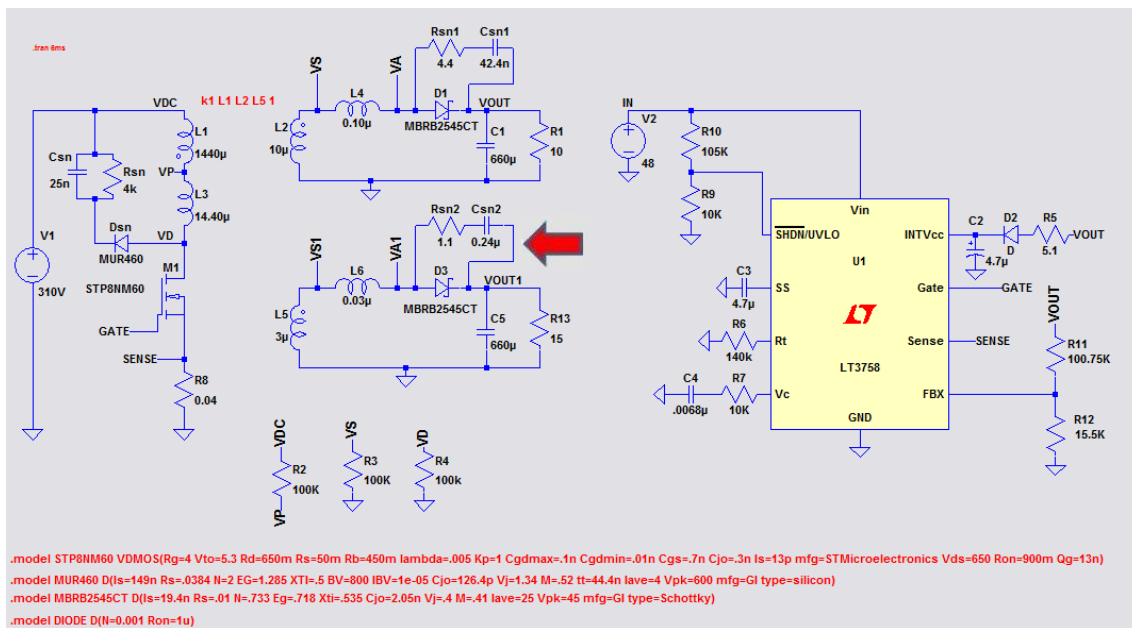 .tran 6ms
VDC
k1 L1 L2 L5 1
L1
1440µ
Csn
25n
Rsn
4k
VP
L3
14.40µ
Dsn
MUR460
VD
V1
310V
M1
STP8NM60
GATE
SENSE
R8
0.04
VS
L4
0.10µ
VA
Rsn1
4.4
Csn1
42.4n
D1
MBRB2545CT
VOUT
L2
10µ
C1
660µ
R1
10
VS1
L6
0.03µ
VA1
Rsn2
1.1
Csn2
0.24µ
D3
MBRB2545CT
VOUT1
L5
3µ
C5
660µ
R13
15
VDC
R2
100K
VP
VS
R3
100K
VD
R4
100k
IN
V2
48
R10
105K
R9
10K
Vin
SHDN/UVLO
INTVcc
U1
SS
Gate
Rt
Sense
LT3758
Vc
FBX
GND
C3
4.7µ
R6
140k
C4
.0068µ
R7
10K
C2
4.7µ
D2
D
R5
5.1
VOUT
GATE
SENSE
VOUT
R11
100.75K
R12
15.5K
.model STP8NM60 VDMOS(Rg=4 Vto=5.3 Rd=650m Rs=50m Rb=450m lambda=.005 Kp=1 Cgdmax=.1n Cgdmin=.01n Cgs=.7n Cjo=.3n Is=13p mfg=STMicroelectronics Vds=650 Ron=900m Qg=13n)
.model MUR460 D(Is=149n Rs=.0384 N=2 EG=1.285 XTI=.5 BV=800 IBV=1e-05 Cjo=126.4p Vj=1.34 M=.52 tt=44.4n Iave=4 Vpk=600 mfg=GI type=silicon)
.model MBRB2545CT D(Is=19.4n Rs=.01 N=.733 Eg=.718 Xti=.535 Cjo=2.05n Vj=.4 M=.41 Iave=25 Vpk=45 mfg=GI type=Schottky)
.model DIODE D(N=0.001 Ron=1u)